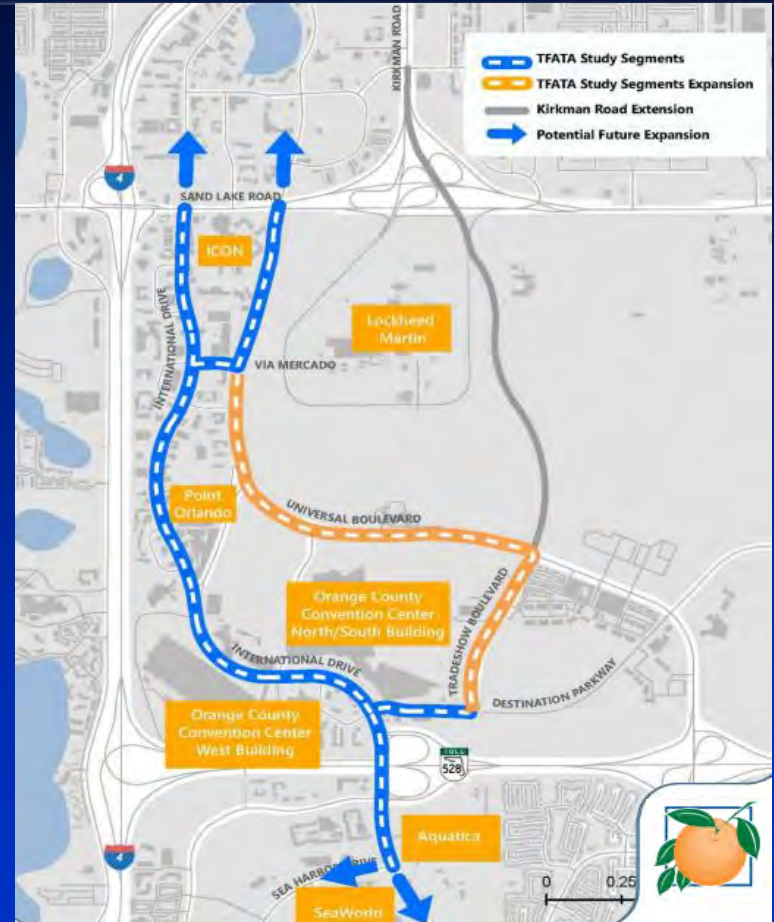 KIRKMAN ROAD
TFATA Study Segments
TFATA Study Segments Expansion
Kirkman Road Extension
Potential Future Expansion
4
SAND LAKE ROAD
ICON
INTERNATIONAL DRIVE
Lockheed
Martin
VIA MERCADO
Point
Orlando
UNIVERSAL BOULEVARD
Orange County
Convention Center
North/South Building
TRADESHOW BOULEVARD
INTERNATIONAL DRIVE
DESTINATION PARKWAY
Orange County
Convention Center
West Building
TOLL
528
Aquatica
4
SEA HARBOR DRIVE
SeaWorld
0 0.25